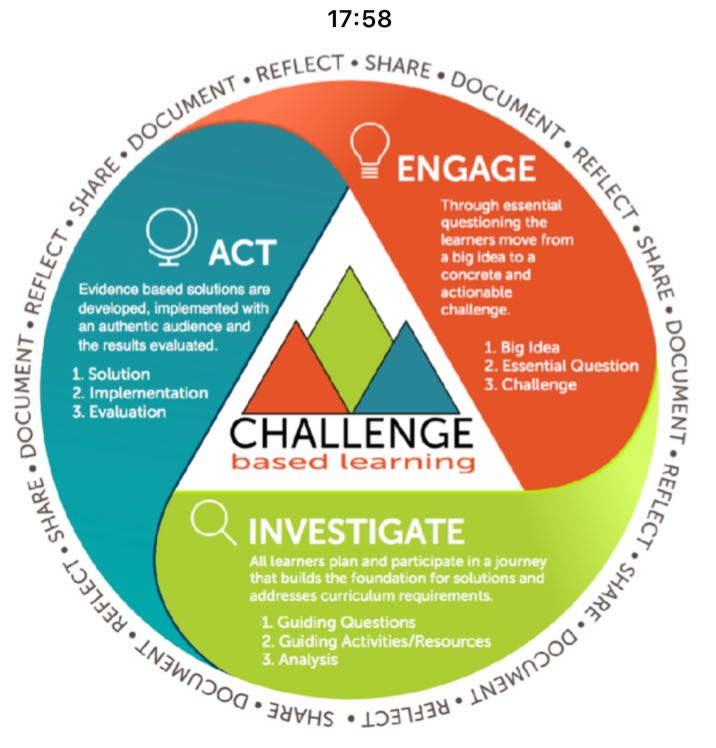 17:58
REFLECT • SHARE • DOCUMENT • REFLECT • SHARE • DOCUMENT • REFLECT • SHARE • DOCUMENT • REFLECT • SHARE • DOCUMENT • REFLECT • SHARE • DOCUMENT • REFLECT • SHARE • DOCUMENT •
ENGAGE
Through essential
questioning the
learners move from
a big idea to a
concrete and
actionable
challenge.
1. Big Idea
2. Essential Question
3. Challenge
ACT
Evidence based solutions are
developed, implemented with
an authentic audience and
the results evaluated.
1. Solution
2. Implementation
3. Evaluation
CHALLENGE
based learning
INVESTIGATE
All learners plan and participate in a journey
that builds the foundation for solutions and
addresses curriculum requirements.
1. Guiding Questions
2. Guiding Activities/Resources
3. Analysis